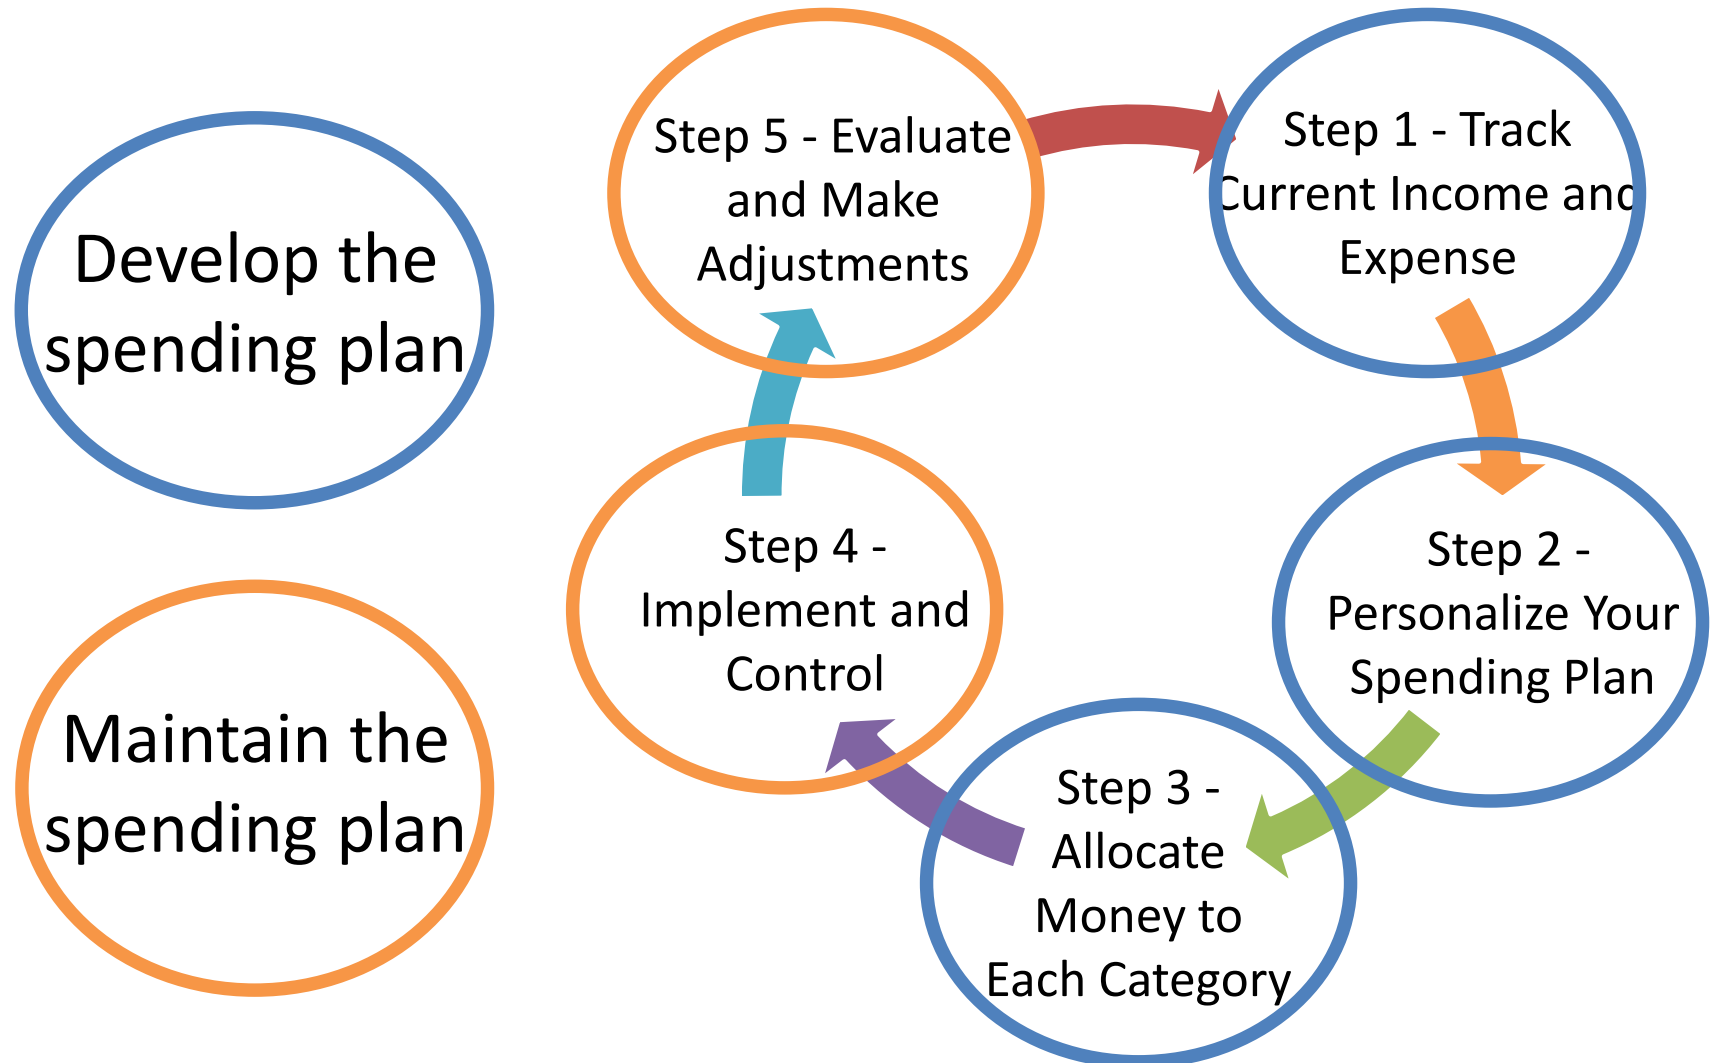 Develop the
spending plan
Maintain the
spending plan
Step 5 - Evaluate
and Make
Adjustments
Step 1 - Track
Current Income and
Expense
Step 2 -
Personalize Your
Spending Plan
Step 3 -
Allocate
Money to
Each Category
Step 4 -
Implement and
Control